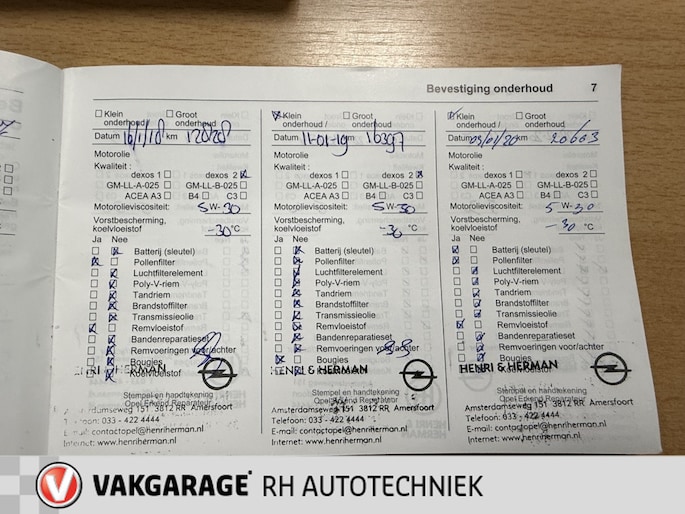 Bevestiging onderhoud 7
Klein onderhoud/ Groot onderhoud
Datum 16/1/18 km 12028
Motorolie
Kwaliteit :
dexos 1 dexos 2
GM-LL-A-025 GM-LL-B-025
ACEA A3 B4 C3
Motorolieviscositeit: 5W-30
Vorstbescherming,
koelvloeistof -30 °C
Ja Nee
Batterij (sleutel)
Pollenfilter
Luchtfilterelement
Poly-V-riem
Tandriem
Brandstoffilter
Transmissieolie
Remvloeistof
Bandenreparatieset
Remvoeringen voor/achter
Bougies
Koelvloeistof
HENRI & HERMAN
Stempel en handtekening
Opel Erkend Reparateur
Amsterdamseweg 151 3812 RR Amersfoort
Telefoon: 033 - 422 4444
E-mail: contactopel@henriherman.nl
Internet: www.henriherman.nl
Klein onderhoud / Groot onderhoud
Datum 11-01-19 km 16397
Motorolie
Kwaliteit :
dexos 1 dexos 2
GM-LL-A-025 GM-LL-B-025
ACEA A3 B4 C3
Motorolieviscositeit: 5W-30
Vorstbescherming,
koelvloeistof -30 °C
Ja Nee
Batterij (sleutel)
Pollenfilter
Luchtfilterelement
Poly-V-riem
Tandriem
Brandstoffilter
Transmissieolie
Remvloeistof
Bandenreparatieset
Remvoeringen voor/achter
Bougies
HENRI & HERMAN
Stempel en handtekening
Opel Erkend Reparateur
Amsterdamseweg 151 3812 RR Amersfoort
Telefoon: 033 - 422 4444
E-mail: contactopel@henriherman.nl
Internet: www.henriherman.nl
Klein onderhoud / Groot onderhoud
Datum 03/01/20 km 20663
Motorolie
Kwaliteit :
dexos 1 dexos 2
GM-LL-A-025 GM-LL-B-025
ACEA A3 B4 C3
Motorolieviscositeit: 5W-30
Vorstbescherming,
koelvloeistof -30 °C
Ja Nee
Batterij (sleutel)
Pollenfilter
Luchtfilterelement
Poly-V-riem
Tandriem
Brandstoffilter
Transmissieolie
Remvloeistof
Bandenreparatieset
Remvoeringen voor/achter
Bougies
HENRI & HERMAN
Stempel en handtekening
Opel Erkend Reparateur
Amsterdamseweg 151 3812 RR Amersfoort
Telefoon: 033 - 422 4444
E-mail: contactopel@henriherman.nl
Internet: www.henriherman.nl
VAKGARAGE RH AUTOTECHNIEK